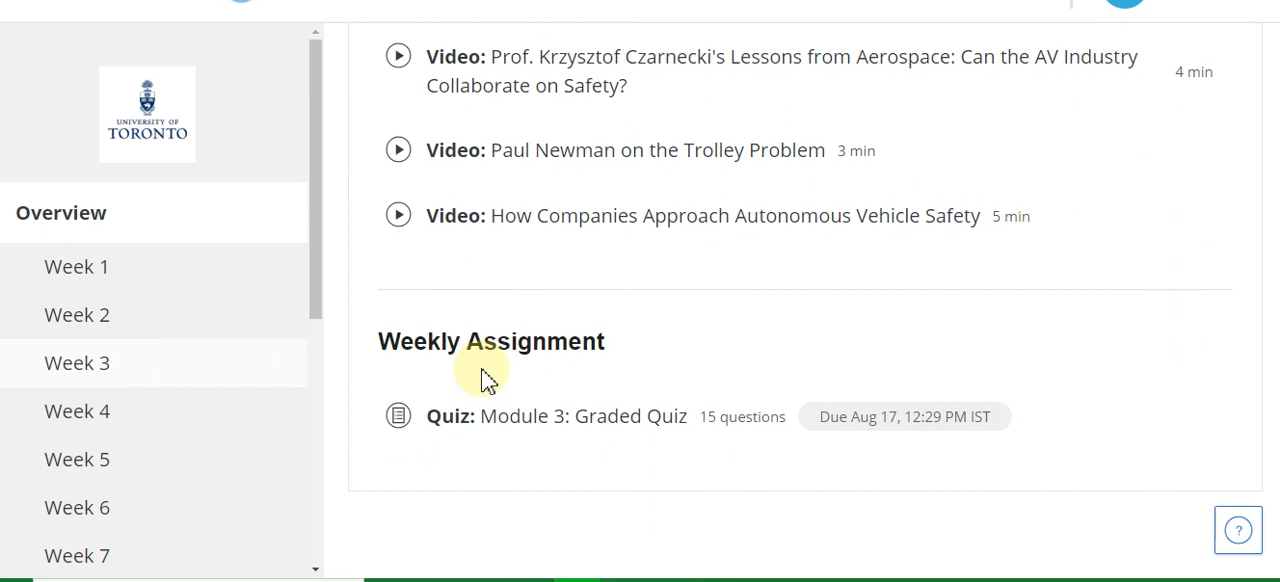 UNIVERSITY OF
TORONTO
Overview
Week 1
Week 2
Week 3
Week 4
Week 5
Week 6
Week 7
Video: Prof. Krzysztof Czarnecki's Lessons from Aerospace: Can the AV Industry
Collaborate on Safety?
4 min
Video: Paul Newman on the Trolley Problem 3 min
Video: How Companies Approach Autonomous Vehicle Safety 5 min
Weekly Assignment
Quiz: Module 3: Graded Quiz 15 questions Due Aug 17, 12:29 PM IST
?